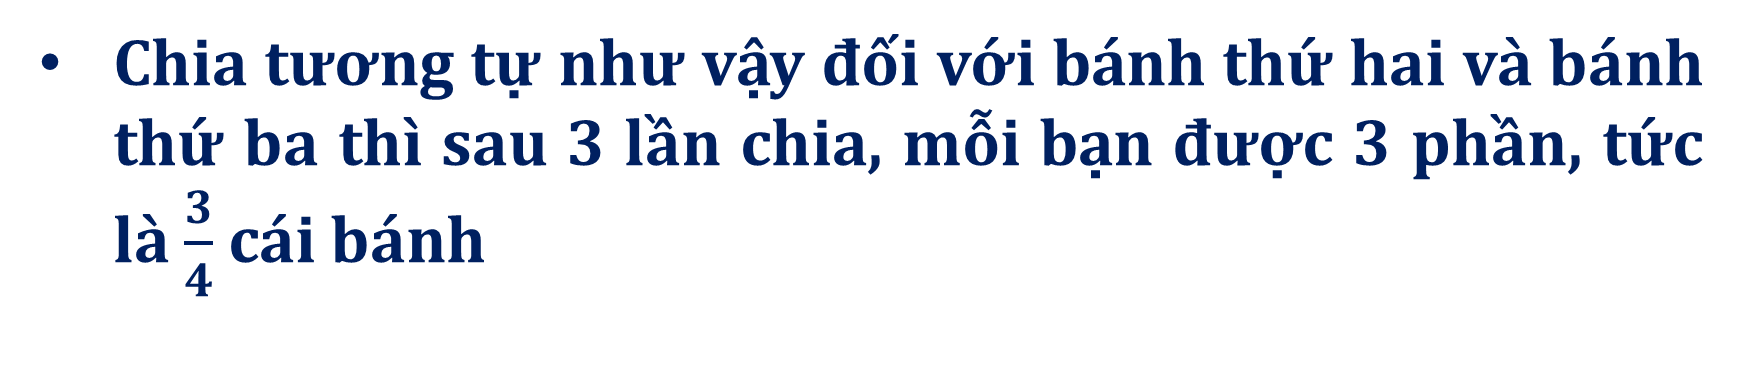 • Chia tương tự như vậy đối với bánh thứ hai và bánh
thứ ba thì sau 3 lần chia, mỗi bạn được 3 phần, tức
là 3/4 cái bánh